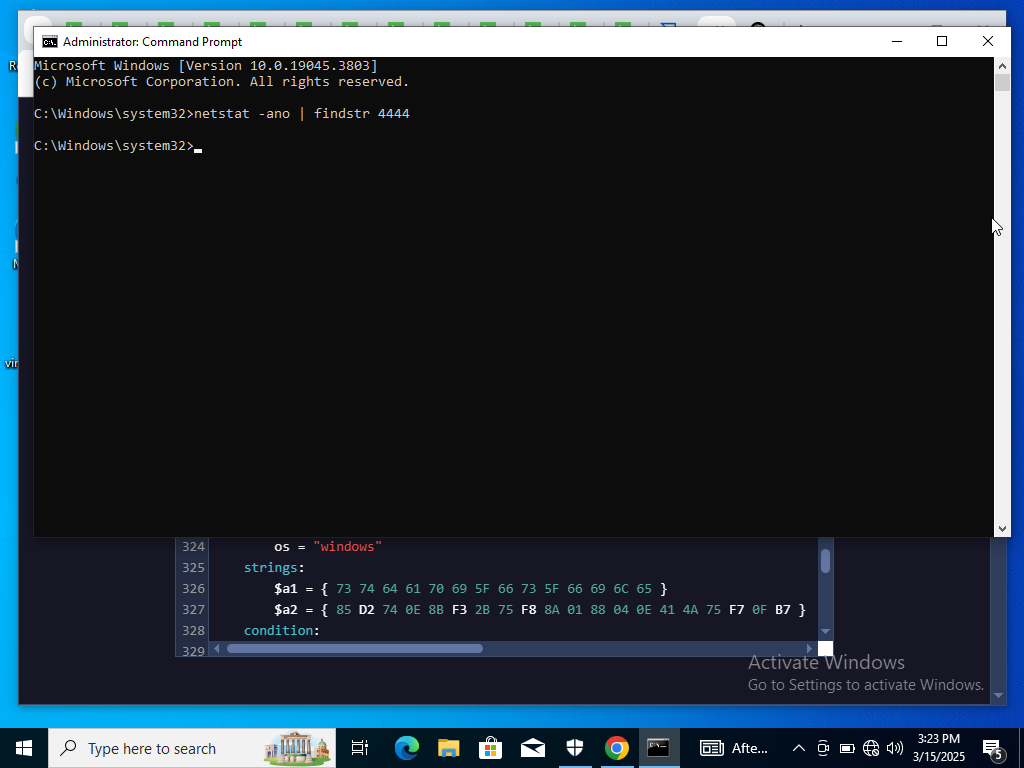 Administrator: Command Prompt
Microsoft Windows [Version 10.0.19045.3803]
(c) Microsoft Corporation. All rights reserved.
C:\Windows\system32>netstat -ano | findstr 4444
C:\Windows\system32>
324 os = "windows"
325 strings:
326 $a1 = { 73 74 64 61 70 69 5F 66 73 5F 66 69 6C 65 }
327 $a2 = { 85 D2 74 0E 8B F3 2B 75 F8 8A 01 88 04 0E 41 4A 75 F7 0F B7 }
328 condition:
329
Activate Windows
Go to Settings to activate Windows.
Type here to search
Afte...
3:23 PM
3/15/2025
5